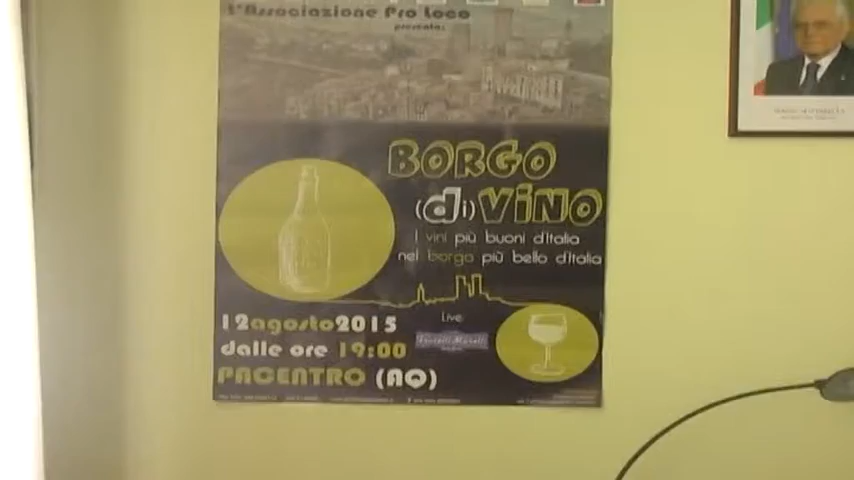 L'Associazione Pro Loco
presenta:
BORGO
(di) ViNO
I vini più buoni d'Italia
nel borgo più bello d'Italia
12agosto2015
dalle ore 19:00
PACENTRO (AQ)
Live